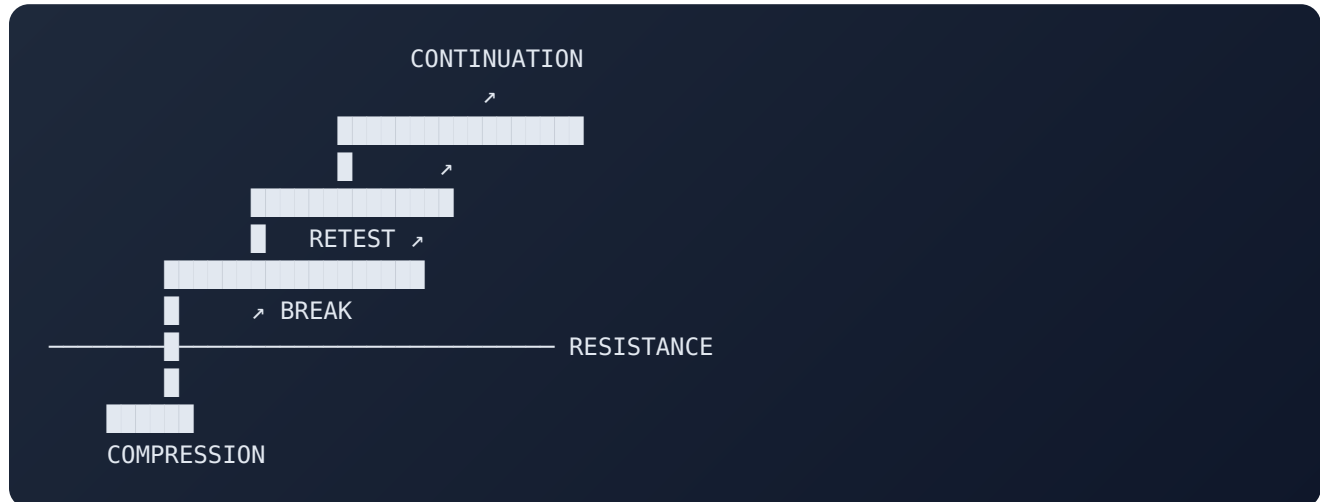 CONTINUATION
↗
↗
RETEST ↗
↗ BREAK
RESISTANCE
COMPRESSION